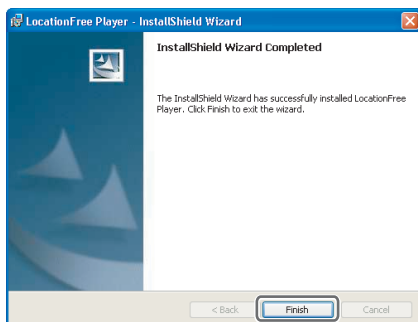 LocationFree Player - InstallShield Wizard
InstallShield Wizard Completed
The InstallShield Wizard has successfully installed LocationFree
Player. Click Finish to exit the wizard.
< Back Finish Cancel